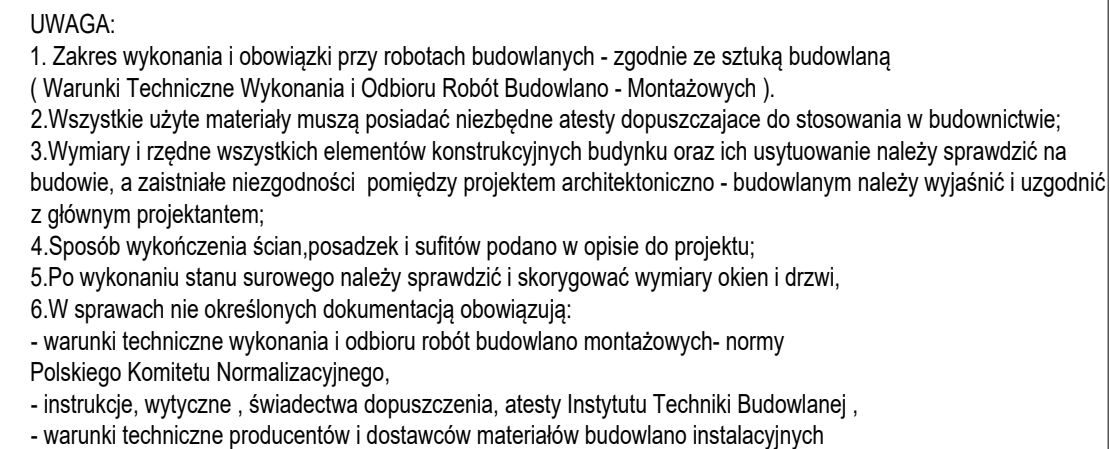 UWAGA:
1. Zakres wykonania i obowiązki przy robotach budowlanych - zgodnie ze sztuką budowlaną
( Warunki Techniczne Wykonania i Odbioru Robót Budowlano - Montażowych ).
2.Wszystkie użyte materiały muszą posiadać niezbędne atesty dopuszczajace do stosowania w budownictwie;
3.Wymiary i rzędne wszystkich elementów konstrukcyjnych budynku oraz ich usytuowanie należy sprawdzić na
budowie, a zaistniałe niezgodności pomiędzy projektem architektoniczno - budowlanym należy wyjaśnić i uzgodnić
z głównym projektantem;
4.Sposób wykończenia ścian,posadzek i sufitów podano w opisie do projektu;
5.Po wykonaniu stanu surowego należy sprawdzić i skorygować wymiary okien i drzwi,
6.W sprawach nie określonych dokumentacją obowiązują:
- warunki techniczne wykonania i odbioru robót budowlano montażowych- normy
Polskiego Komitetu Normalizacyjnego,
- instrukcje, wytyczne , świadectwa dopuszczenia, atesty Instytutu Techniki Budowlanej ,
- warunki techniczne producentów i dostawców materiałów budowlano instalacyjnych